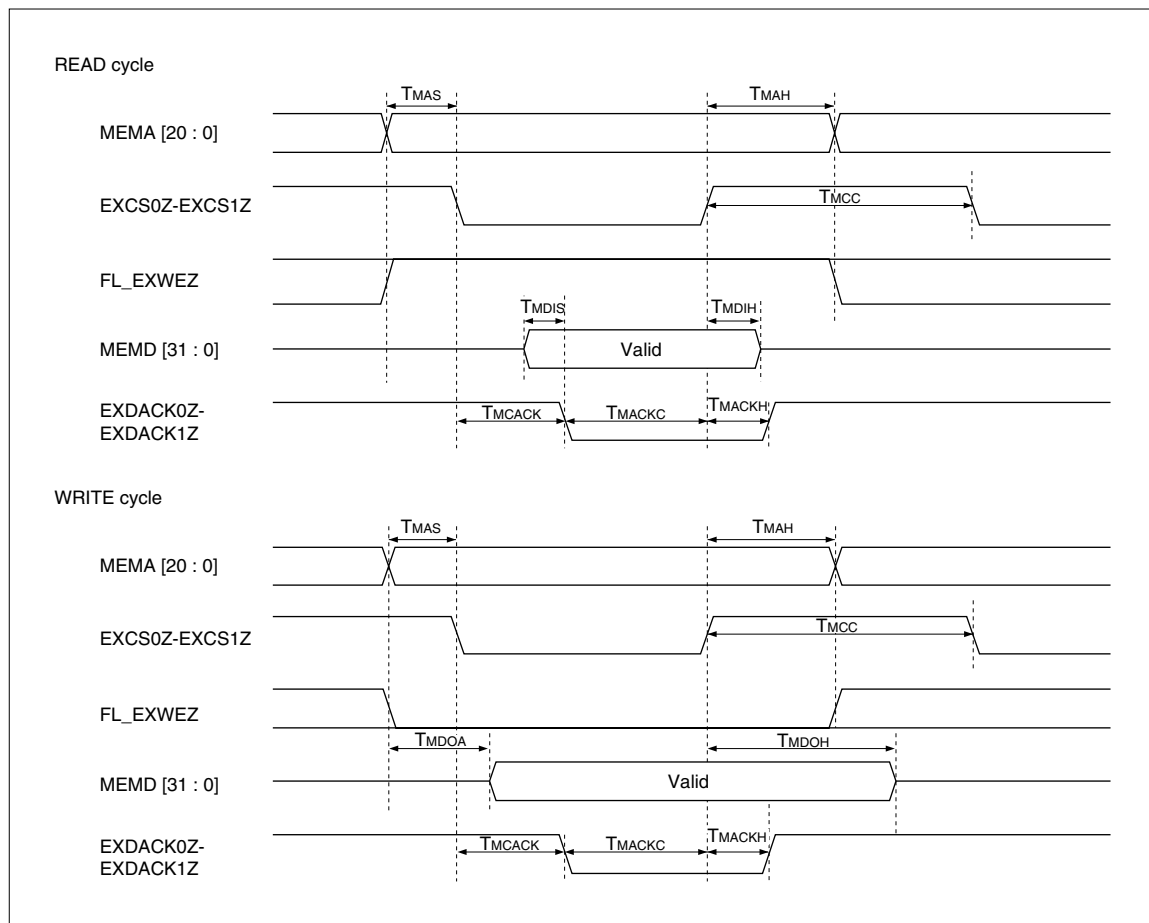 READ cycle
TMAS
TMAH
MEMA [20 : 0]
EXCS0Z-EXCS1Z
TMCC
FL_EXWEZ
TMDIS
TMDIH
MEMD [31 : 0]
Valid
EXDACK0Z-
EXDACK1Z
TMCACK
TMACKC
TMACKH
WRITE cycle
TMAS
TMAH
MEMA [20 : 0]
EXCS0Z-EXCS1Z
TMCC
FL_EXWEZ
TMDOA
TMDOH
MEMD [31 : 0]
Valid
EXDACK0Z-
EXDACK1Z
TMCACK
TMACKC
TMACKH